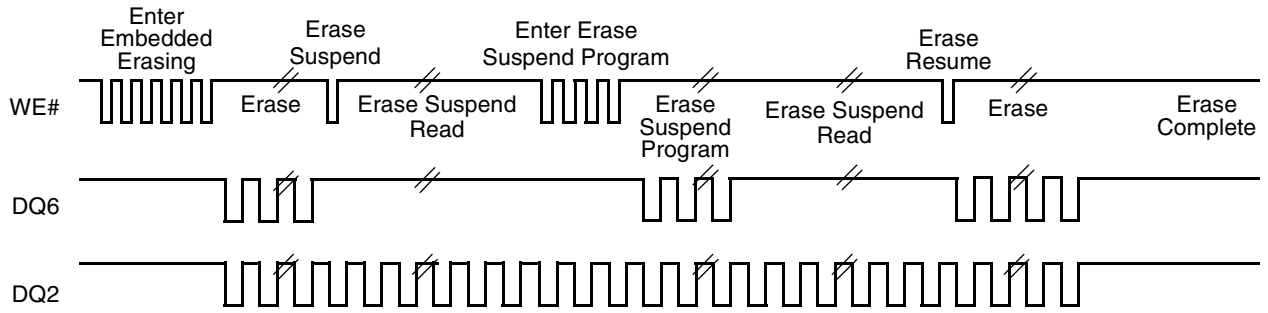 Enter
Embedded
Erasing
Erase
Suspend
Enter Erase
Suspend Program
Erase
Resume
WE#
Erase
Erase Suspend
Read
Erase
Suspend
Program
Erase Suspend
Read
Erase
Erase
Complete
DQ6
DQ2